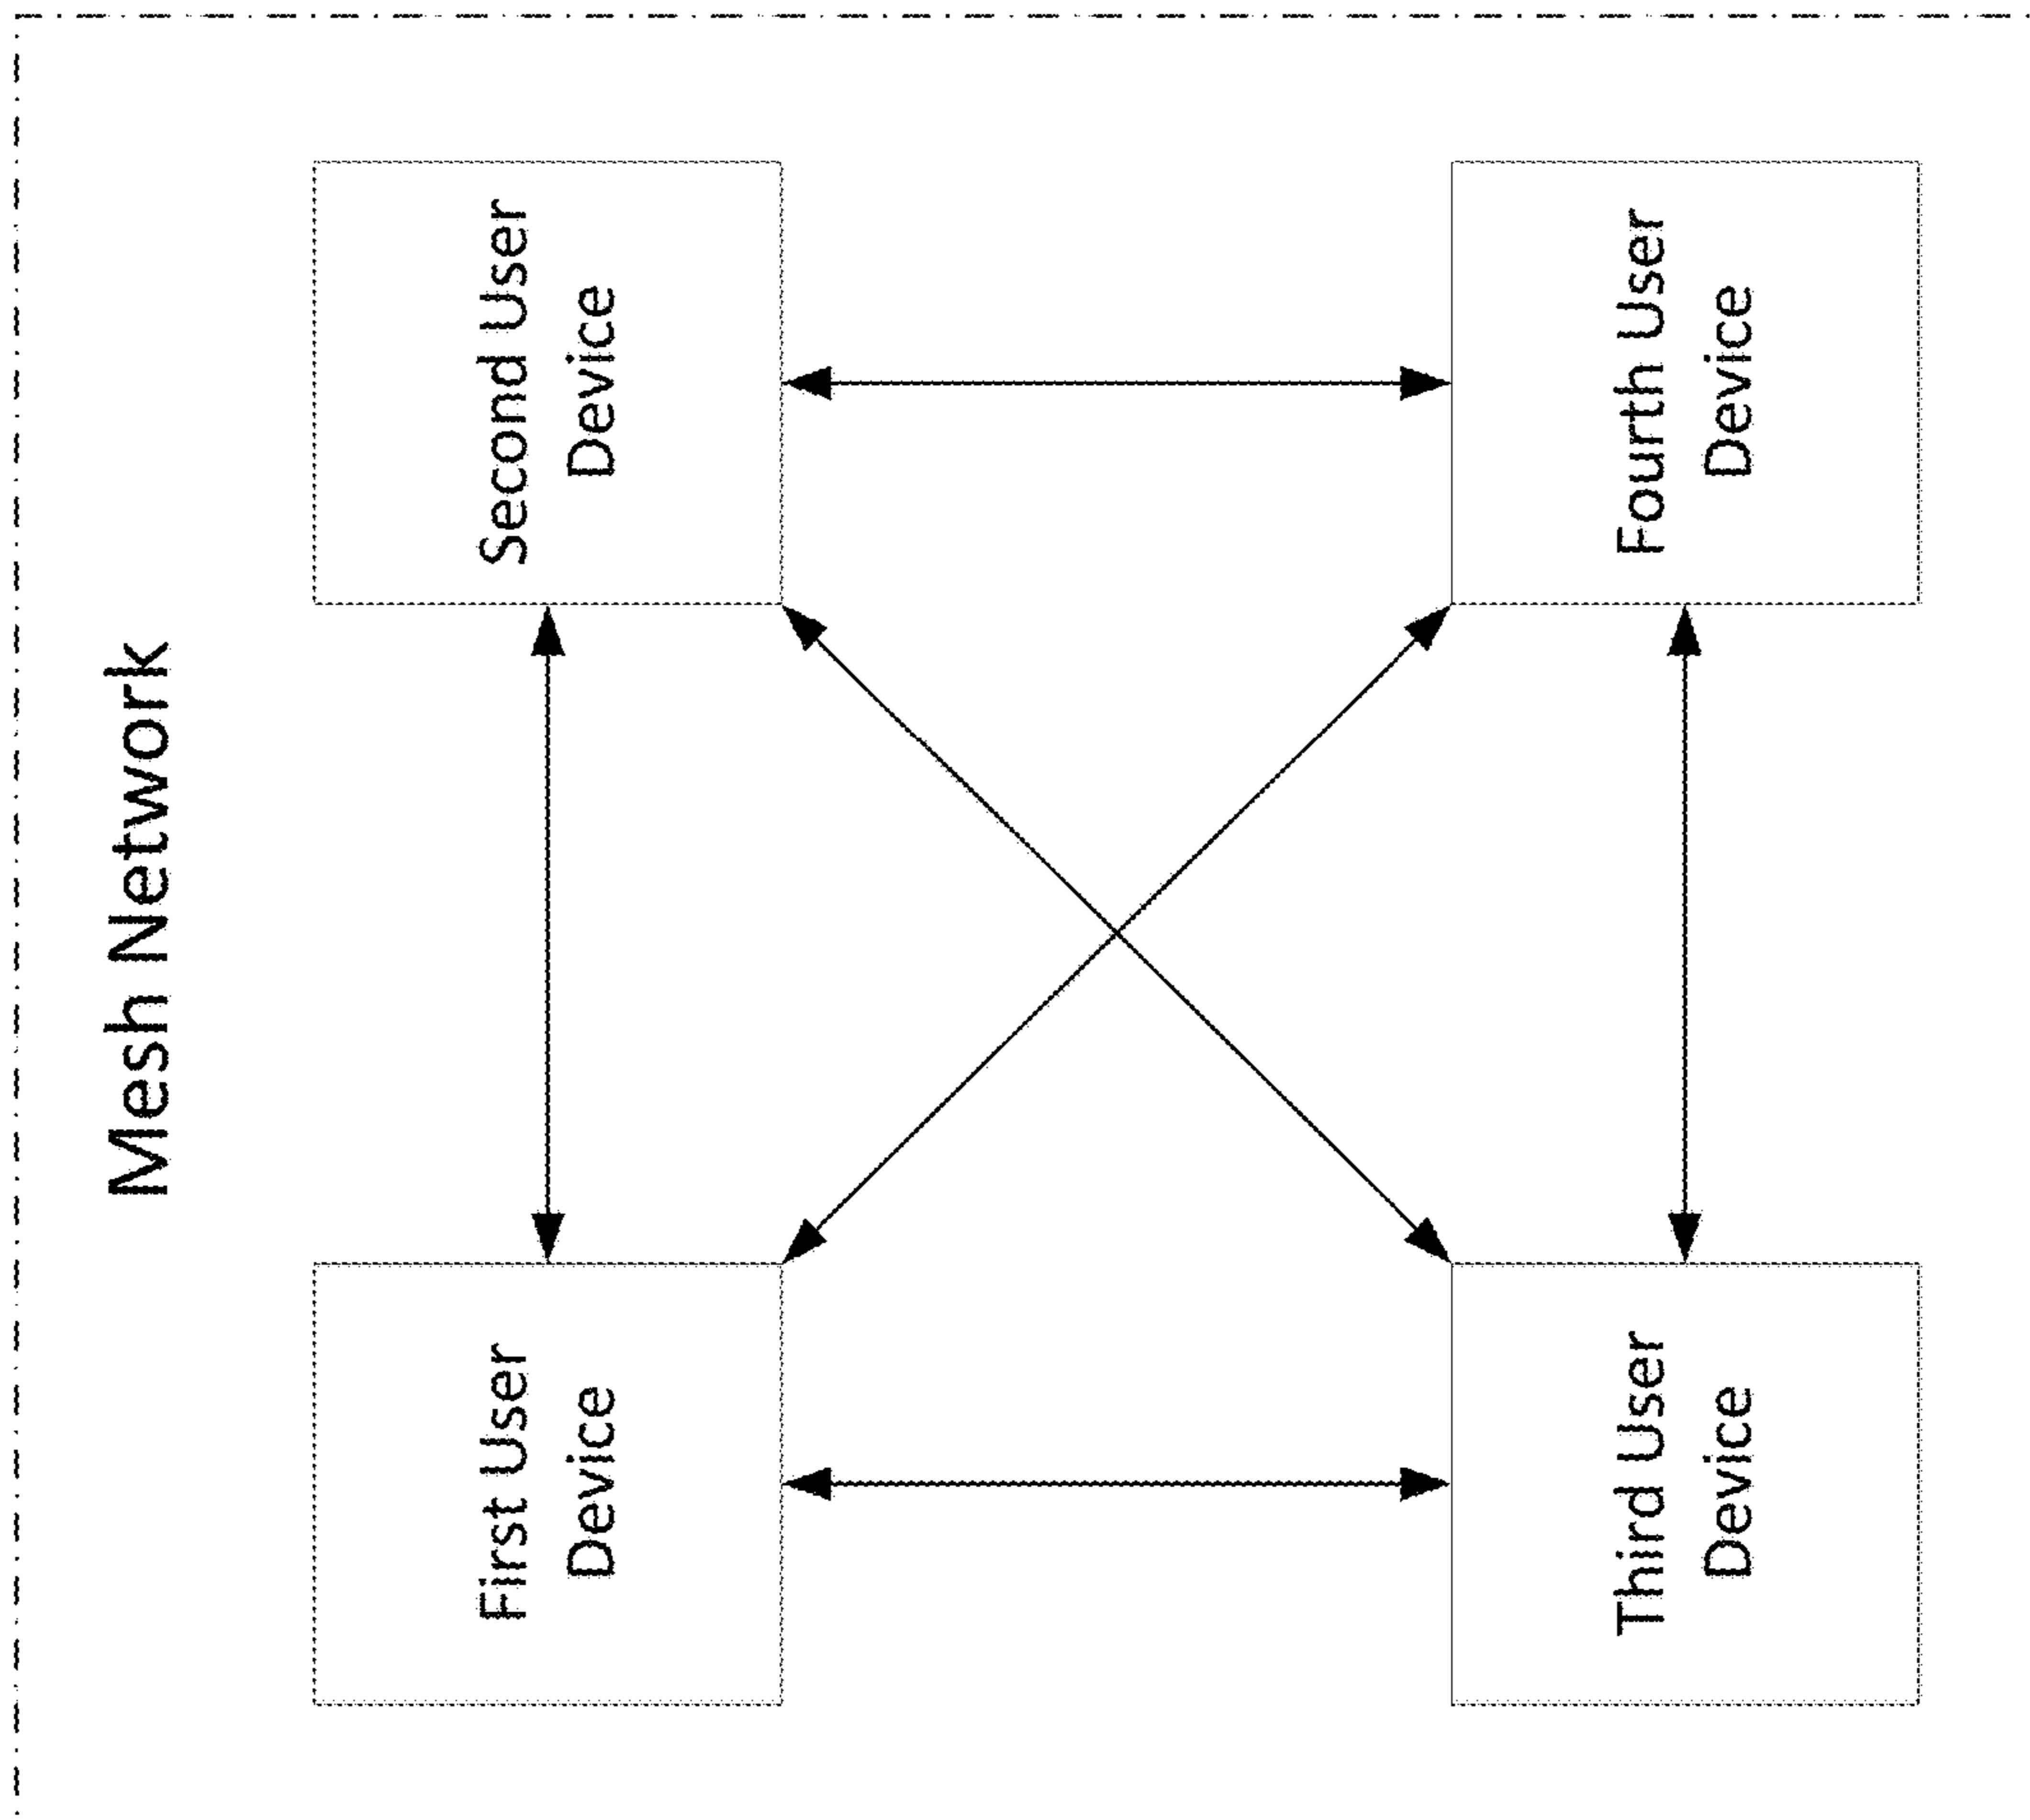 Mesh Network
First User
Device
Second User
Device
Third User
Device
Fourth User
Device